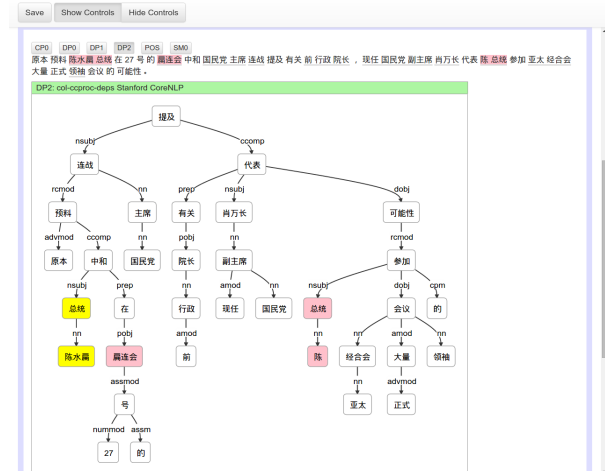 Save Show Controls Hide Controls
CP0 DP0 DP1 DP2 POS SM0
原本 预料 陈水扁 总统 在 27 号 的 扁连会 中和 国民党 主席 连战 提及 有关 前 行政 院长 ， 现任 国民党 副主席 肖万长 代表 陈 总统 参加 亚太 经合会
大量 正式 领袖 会议 的 可能性 。
DP2: col-ccproc-deps Stanford CoreNLP
提及
nsubj ccomp
连战 代表
rcmod nn prep nsubj dobj
预料 主席 有关 肖万长 可能性
advmod ccomp nn pobj nn rcmod
原本 中和 国民党 院长 副主席 参加
nsubj prep nn amod nn nsubj dobj cpm
总统 在 行政 现任 国民党 总统 会议 的
nn pobj amod nn nn amod nn
陈水扁 扁连会 前 陈 经合会 大量 领袖
assmod nn advmod
号 亚太 正式
nummod assm
27 的